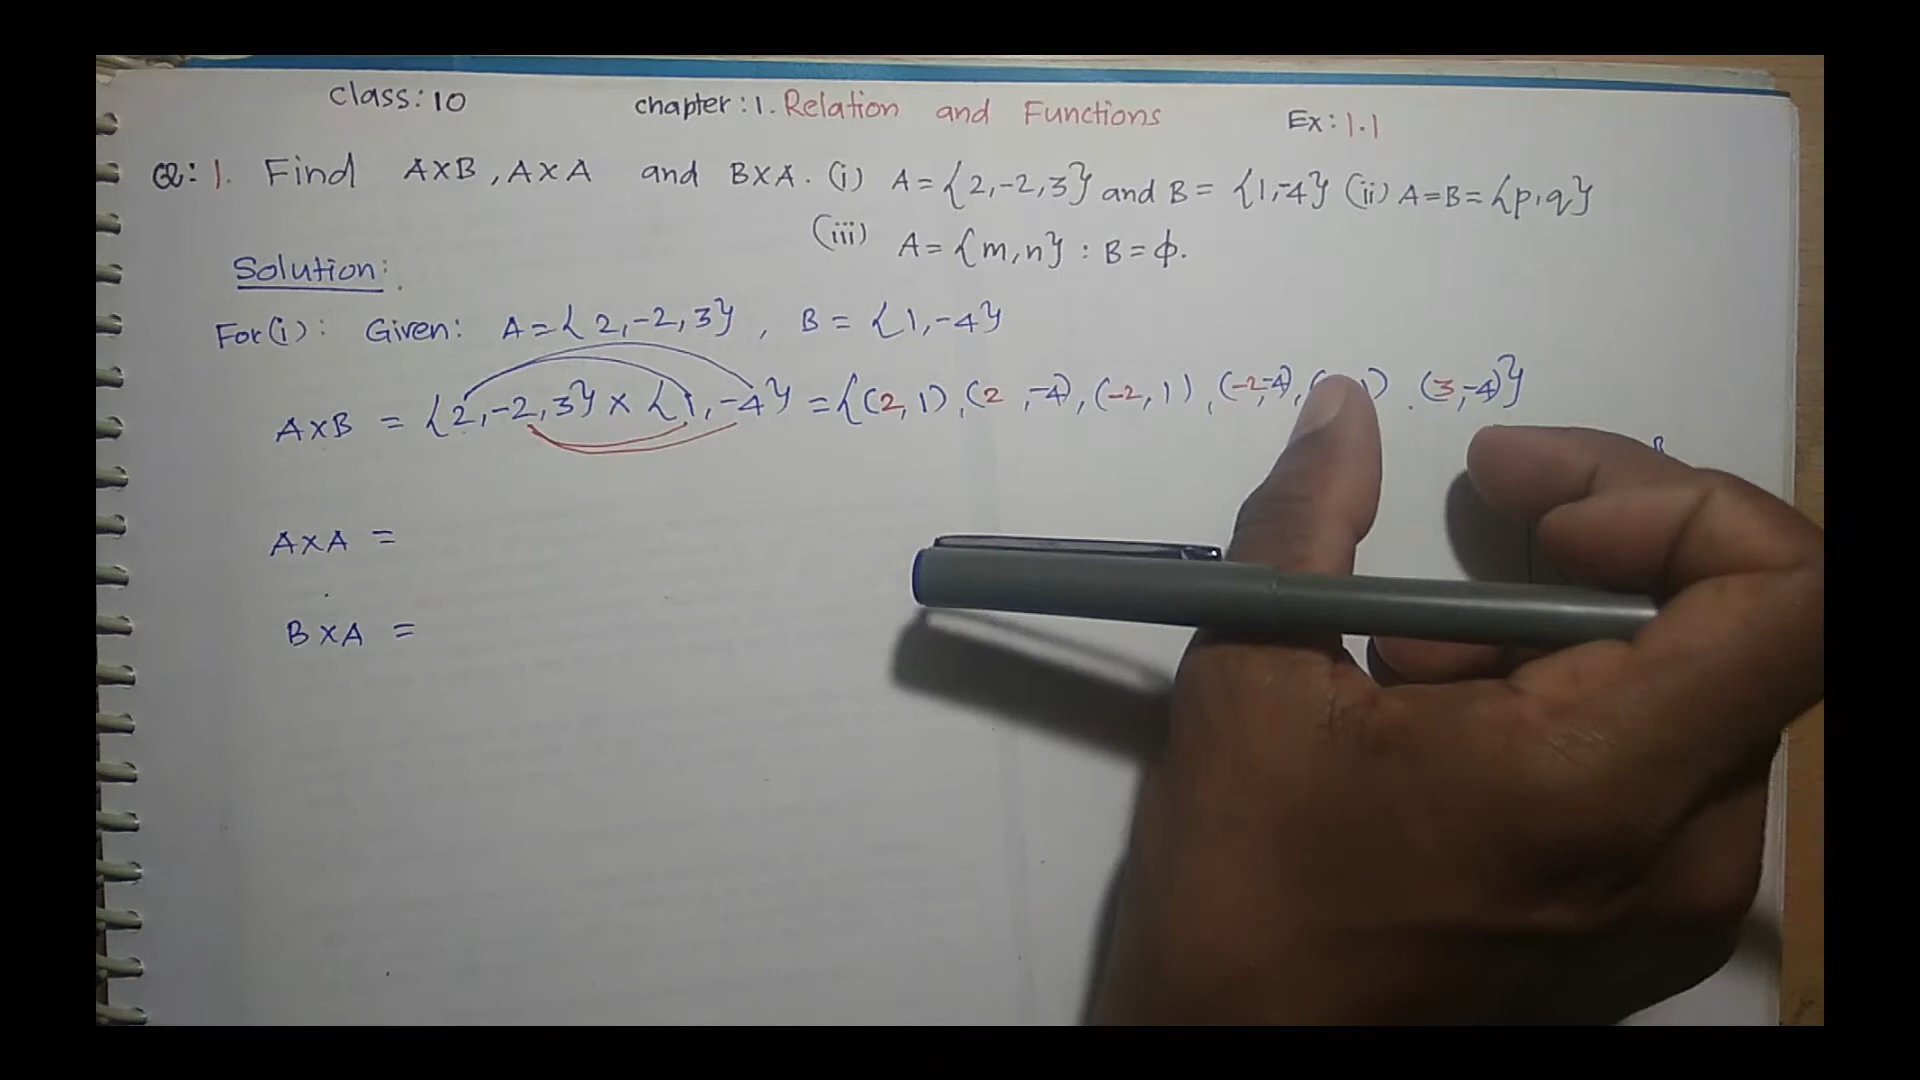 class: 10 chapter: 1. Relation and Functions Ex: 1.1
Q: 1. Find A×B, A×A and B×A. (i) A = {2,-2,3} and B = {1,-4} (ii) A=B= {p,q}
(iii) A = {m,n} : B = ϕ.
Solution:
For(i): Given: A = {2,-2,3}, B = {1,-4}
A×B = {2,-2,3} × {1,-4} = {(2,1), (2,-4), (-2,1), (-2,-4), 1), (3,-4)}
B
A×A =
B×A =